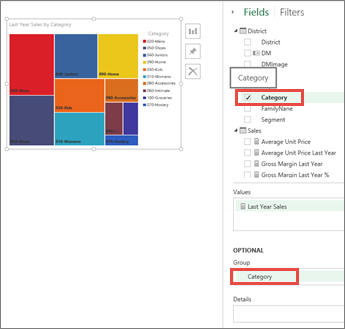 Fields
Filters
Last Year Sales by Category
Category
020-Mens
050-Shoes
040-Juniors
090-Home
030-Kids
010-Womens
080-Accessories
060-Intimate
100-Groceries
070-Hosiery
040-Juniors
090-Home
020-Mens
030-Kids
080-Accessories
050-Shoes
010-Womens
District
District
DM
DMImage
Category
Category
FamilyName
Segment
Sales
Average Unit Price
Average Unit Price Last Year
Gross Margin Last Year
Gross Margin Last Year %
Values
Last Year Sales
OPTIONAL
Group
Category
Details